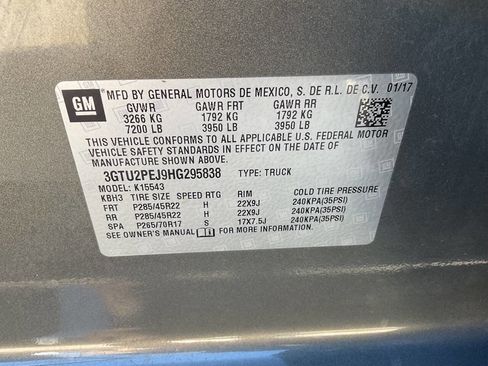 GM
MFD BY GENERAL MOTORS DE MEXICO, S. DE R.L. DE C.V. 01/17
GVWR GAWR FRT GAWR RR
3266 KG 1792 KG 1792 KG
7200 LB 3950 LB 3950 LB
THIS VEHICLE CONFORMS TO ALL APPLICABLE U.S. FEDERAL MOTOR
VEHICLE SAFETY STANDARDS IN EFFECT ON THE DATE OF
MANUFACTURE SHOWN ABOVE.
3GTU2PEJ9HG295838 TYPE: TRUCK
MODEL: K15543
KBH3 TIRE SIZE SPEED RTG RIM COLD TIRE PRESSURE
FRT P285/45R22 H 22X9J 240KPA(35PSI)
RR P285/45R22 H 22X9J 240KPA(35PSI)
SPA P265/70R17 S 17X7.5J 240KPA(35PSI)
SEE OWNER'S MANUAL FOR MORE INFORMATION.